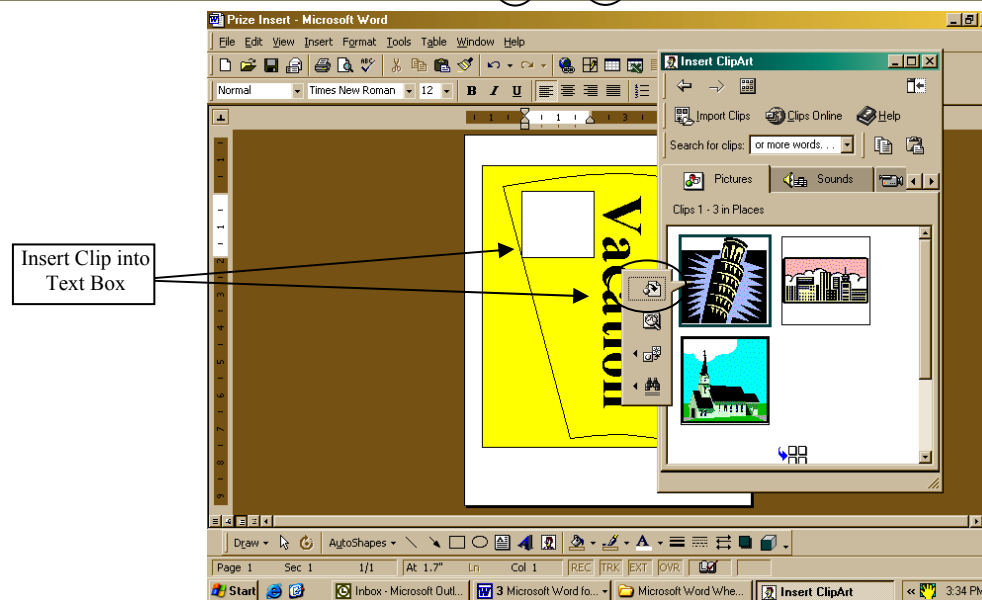 Prize Insert - Microsoft Word
File Edit View Insert Format Tools Table Window Help
Normal Times New Roman 12 B I U
Insert ClipArt
Import Clips Clips Online Help
Search for clips: or more words. . .
Pictures Sounds
Clips 1 - 3 in Places
Insert Clip into
Text Box
Vacation
Draw AutoShapes A
Page 1 Sec 1 1/1 At 1.7" Ln Col 1 REC TRK EXT OVR
Start Inbox - Microsoft Outl... 3 Microsoft Word fo... Microsoft Word Whe... Insert ClipArt 3:34 PM